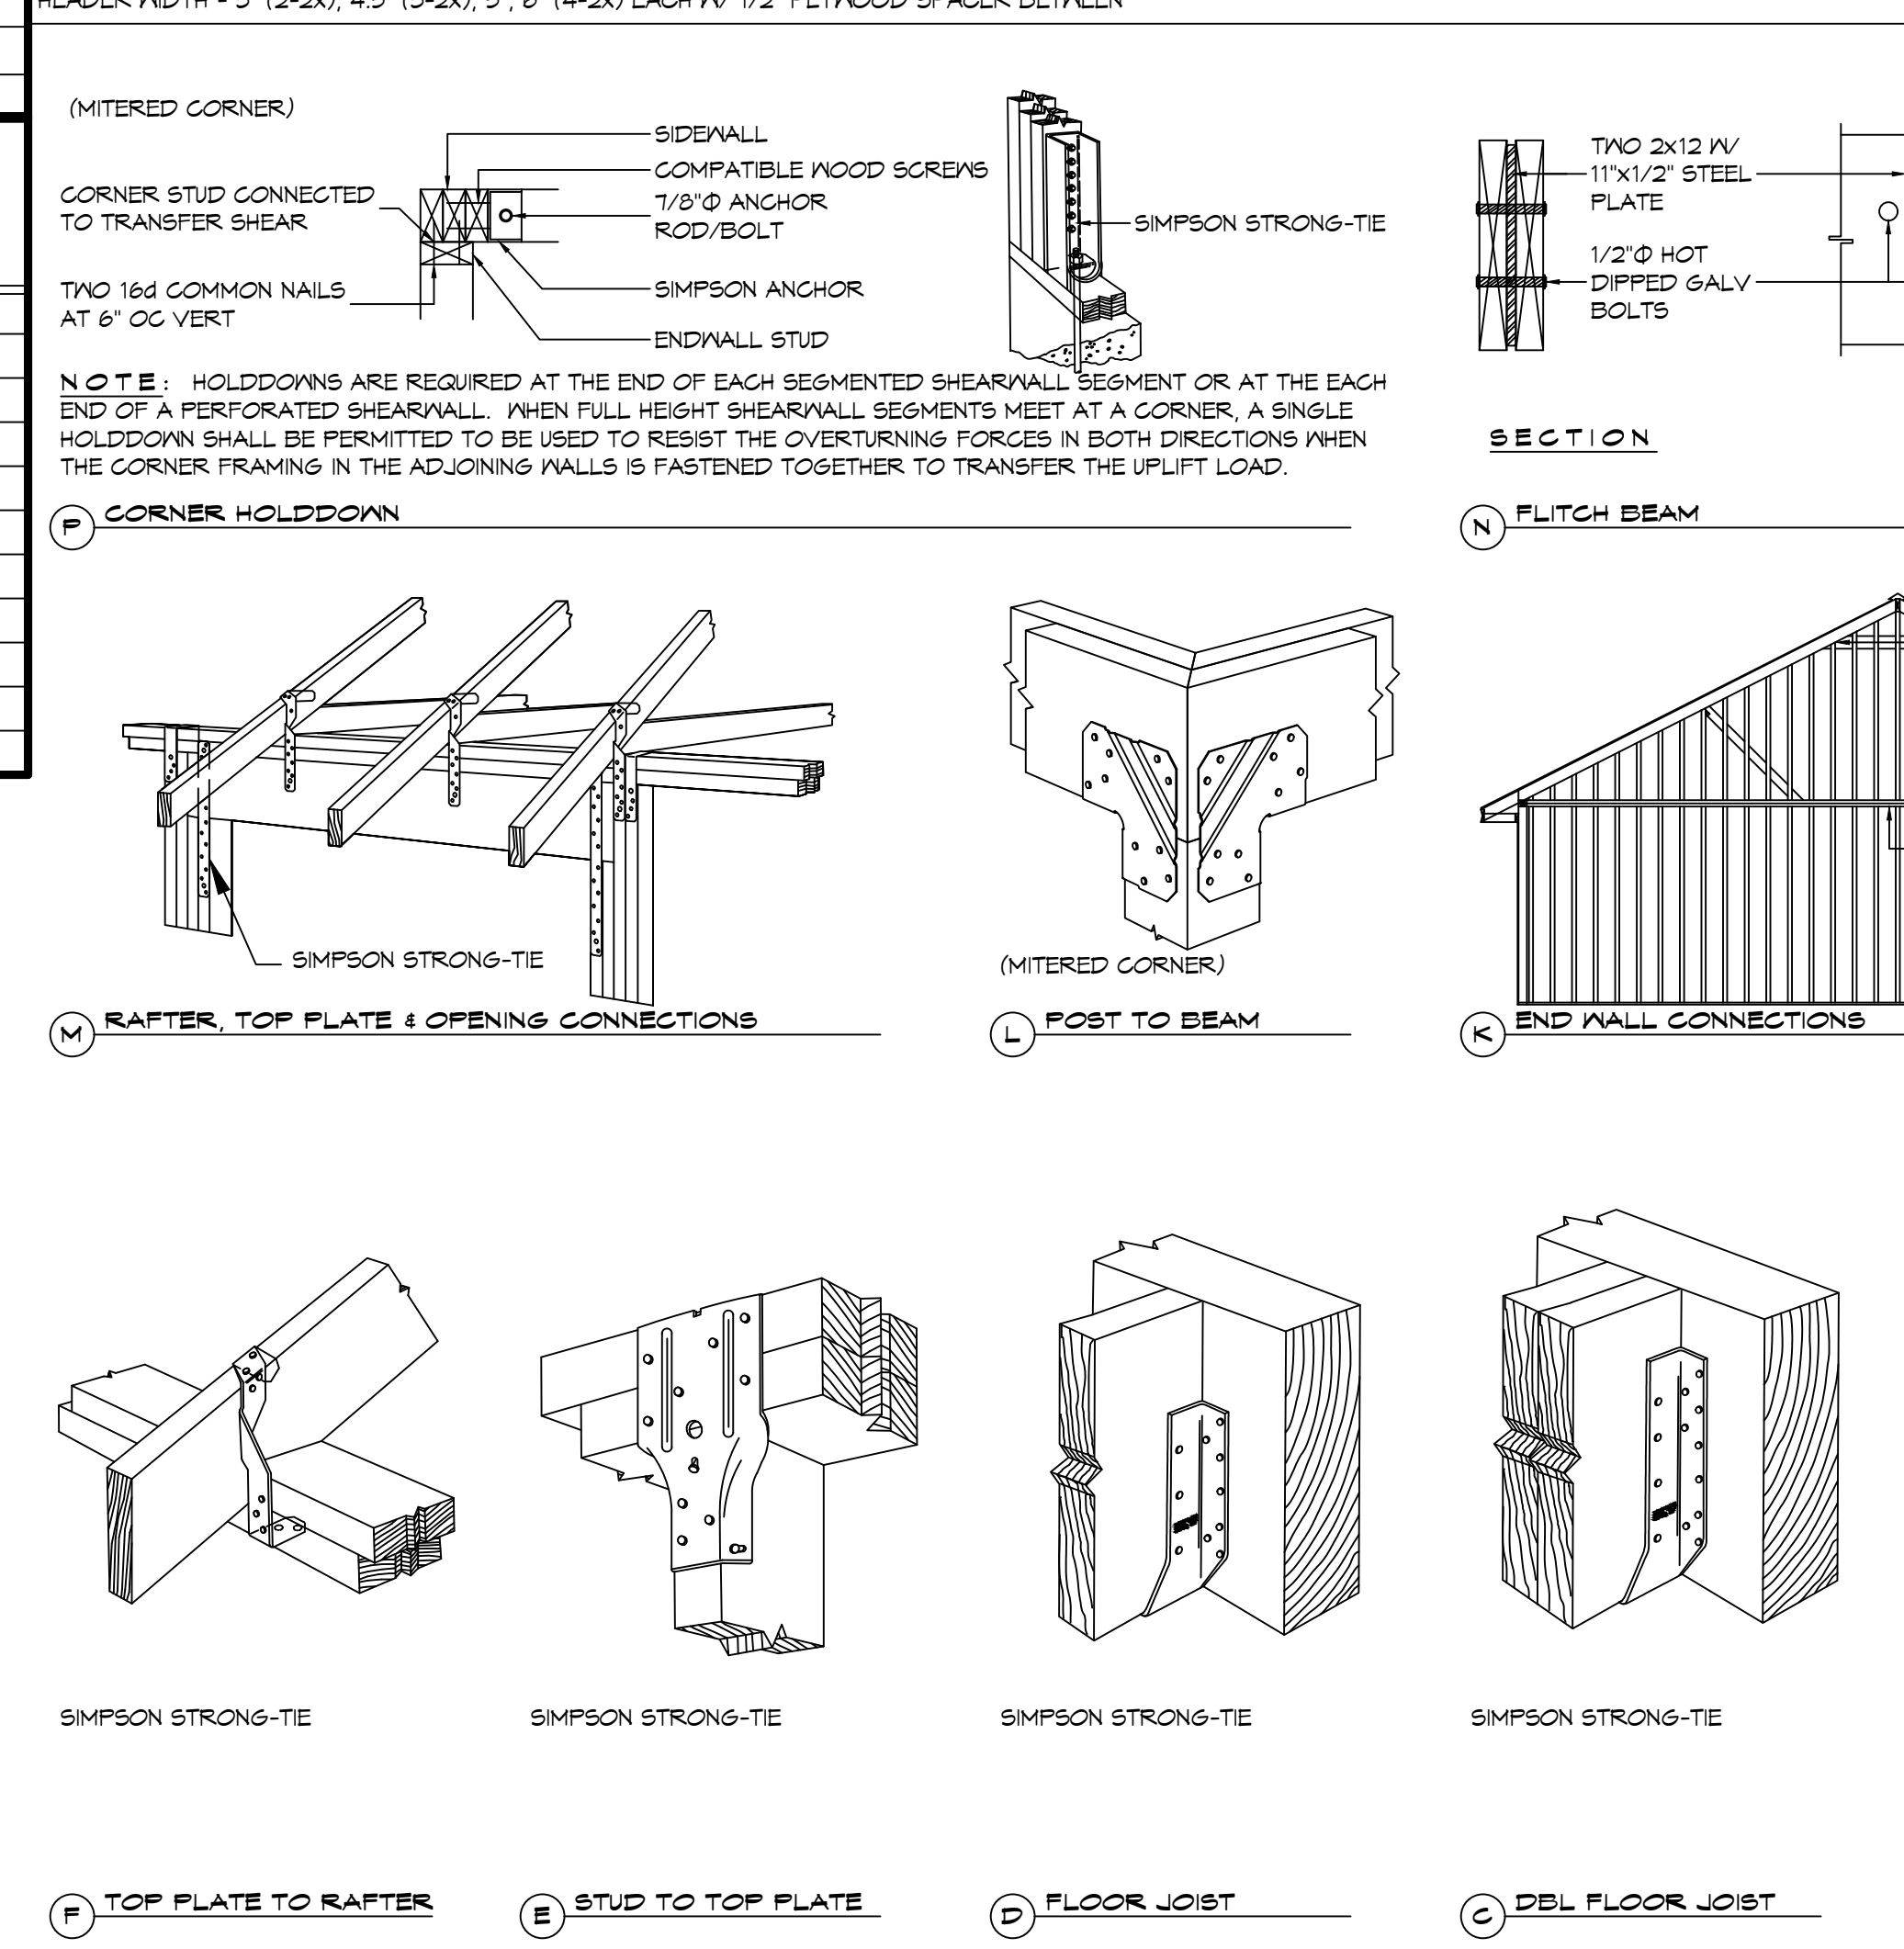 (MITERED CORNER)
SIDEWALL
COMPATIBLE WOOD SCREWS
CORNER STUD CONNECTED
TO TRANSFER SHEAR
7/8"Φ ANCHOR
ROD/BOLT
TWO 16d COMMON NAILS
AT 6" OC VERT
SIMPSON ANCHOR
ENDWALL STUD
SIMPSON STRONG-TIE
NOTE: HOLDDOWNS ARE REQUIRED AT THE END OF EACH SEGMENTED SHEARWALL SEGMENT OR AT THE EACH
END OF A PERFORATED SHEARWALL. WHEN FULL HEIGHT SHEARWALL SEGMENTS MEET AT A CORNER, A SINGLE
HOLDDOWN SHALL BE PERMITTED TO BE USED TO RESIST THE OVERTURNING FORCES IN BOTH DIRECTIONS WHEN
THE CORNER FRAMING IN THE ADJOINING WALLS IS FASTENED TOGETHER TO TRANSFER THE UPLIFT LOAD.
P CORNER HOLDDOWN
TWO 2x12 W/
11"x1/2" STEEL
PLATE
1/2"Φ HOT
DIPPED GALV
BOLTS
SECTION
N FLITCH BEAM
SIMPSON STRONG-TIE
M RAFTER, TOP PLATE & OPENING CONNECTIONS
(MITERED CORNER)
L POST TO BEAM
K END WALL CONNECTIONS
SIMPSON STRONG-TIE
F TOP PLATE TO RAFTER
SIMPSON STRONG-TIE
E STUD TO TOP PLATE
SIMPSON STRONG-TIE
D FLOOR JOIST
SIMPSON STRONG-TIE
C DBL FLOOR JOIST